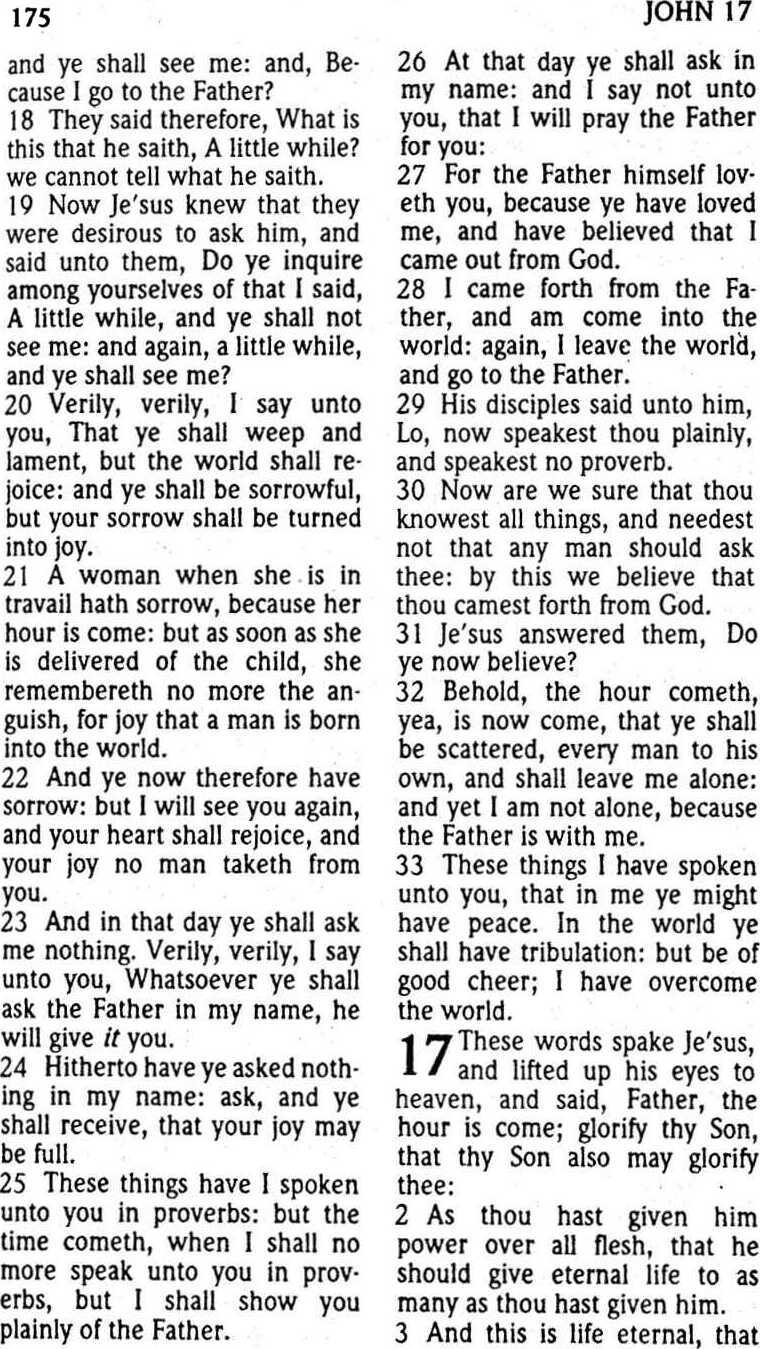 175
JOHN 17
and ye shall see me: and, Be-
cause I go to the Father?
18 They said therefore, What is
this that he saith, A little while?
we cannot tell what he saith.
19 Now Je'sus knew that they
were desirous to ask him, and
said unto them, Do ye inquire
among yourselves of that I said,
A little while, and ye shall not
see me: and again, a little while,
and ye shall see me?
20 Verily, verily, I say unto
you, That ye shall weep and
lament, but the world shall re-
joice: and ye shall be sorrowful,
but your sorrow shall be turned
into joy.
21 A woman when she is in
travail hath sorrow, because her
hour is come: but as soon as she
is delivered of the child, she
remembereth no more the an-
guish, for joy that a man is born
into the world.
22 And ye now therefore have
sorrow: but I will see you again,
and your heart shall rejoice, and
your joy no man taketh from
you.
23 And in that day ye shall ask
me nothing. Verily, verily, I say
unto you, Whatsoever ye shall
ask the Father in my name, he
will give it you.
24 Hitherto have ye asked noth-
ing in my name: ask, and ye
shall receive, that your joy may
be full.
25 These things have I spoken
unto you in proverbs: but the
time cometh, when I shall no
more speak unto you in prov-
erbs, but I shall show you
plainly of the Father.
26 At that day ye shall ask in
my name: and I say not unto
you, that I will pray the Father
for you:
27 For the Father himself lov-
eth you, because ye have loved
me, and have believed that I
came out from God.
28 I came forth from the Fa-
ther, and am come into the
world: again, I leave the world,
and go to the Father.
29 His disciples said unto him,
Lo, now speakest thou plainly,
and speakest no proverb.
30 Now are we sure that thou
knowest all things, and needest
not that any man should ask
thee: by this we believe that
thou camest forth from God.
31 Je'sus answered them, Do
ye now believe?
32 Behold, the hour cometh,
yea, is now come, that ye shall
be scattered, every man to his
own, and shall leave me alone:
and yet I am not alone, because
the Father is with me.
33 These things I have spoken
unto you, that in me ye might
have peace. In the world ye
shall have tribulation: but be of
good cheer; I have overcome
the world.
17 These words spake Je'sus,
and lifted up his eyes to
heaven, and said, Father, the
hour is come; glorify thy Son,
that thy Son also may glorify
thee:
2 As thou hast given him
power over all flesh, that he
should give eternal life to as
many as thou hast given him.
3 And this is life eternal, that